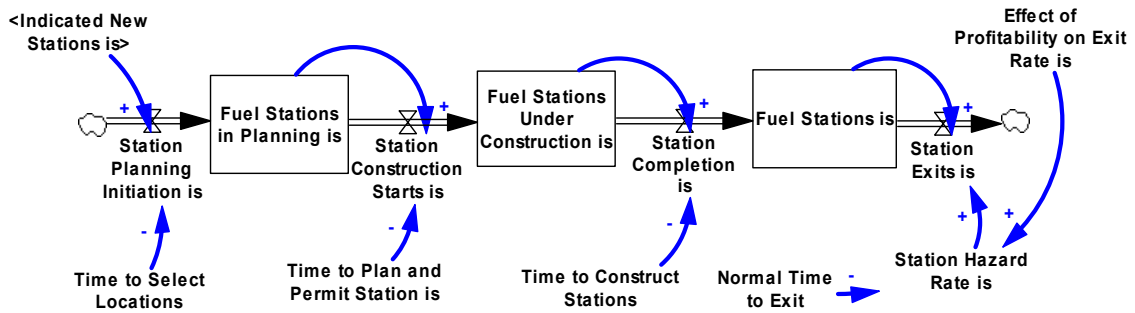 <Indicated New
Stations is>
Effect of
Profitability on Exit
Rate is
+
Fuel Stations
in Planning is
+
Fuel Stations
Under
Construction is
+
Fuel Stations is
+
Station
Planning
Initiation is
Station
Construction
Starts is
Station
Completion
is
Station
Exits is
-
-
-
+
+
Time to Select
Locations
Time to Plan and
Permit Station is
Time to Construct
Stations
Normal Time
to Exit
-
Station Hazard
Rate is